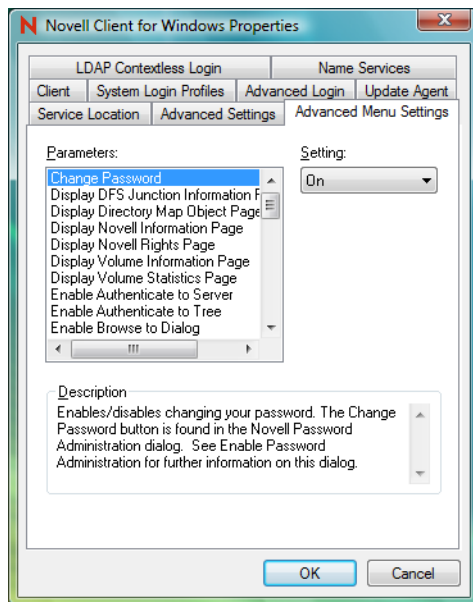 Novell Client for Windows Properties
LDAP Contextless Login Name Services
Client System Login Profiles Advanced Login Update Agent
Service Location Advanced Settings Advanced Menu Settings
Parameters: Setting:
Change Password On
Display DFS Junction Information
Display Directory Map Object Page
Display Novell Information Page
Display Novell Rights Page
Display Volume Information Page
Display Volume Statistics Page
Enable Authenticate to Server
Enable Authenticate to Tree
Enable Browse to Dialog
Description
Enables/disables changing your password. The Change
Password button is found in the Novell Password
Administration dialog. See Enable Password
Administration for further information on this dialog.
OK Cancel